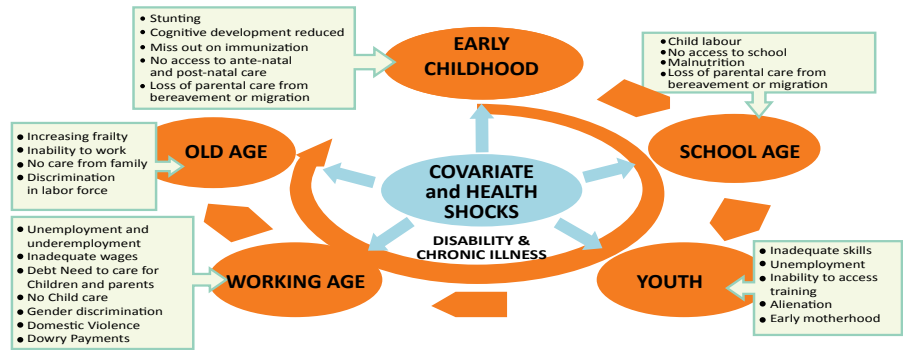 • Stunting
• Cognitive development reduced
• Miss out on immunization
• No access to ante-natal
and post-natal care
• Loss of parental care from
bereavement or migration
EARLY
CHILDHOOD
• Child labour
• No access to school
• Malnutrition
• Loss of parental care from
bereavement or migration
SCHOOL AGE
• Increasing frailty
• Inability to work
• No care from family
• Discrimination
in labor force
OLD AGE
COVARIATE
and HEALTH
SHOCKS
DISABILITY &
CHRONIC ILLNESS
• Unemployment and
underemployment
• Inadequate wages
• Debt Need to care for
Children and parents
• No Child care
• Gender discrimination
• Domestic Violence
• Dowry Payments
WORKING AGE
YOUTH
• Inadequate skills
• Unemployment
• Inability to access
training
• Alienation
• Early motherhood